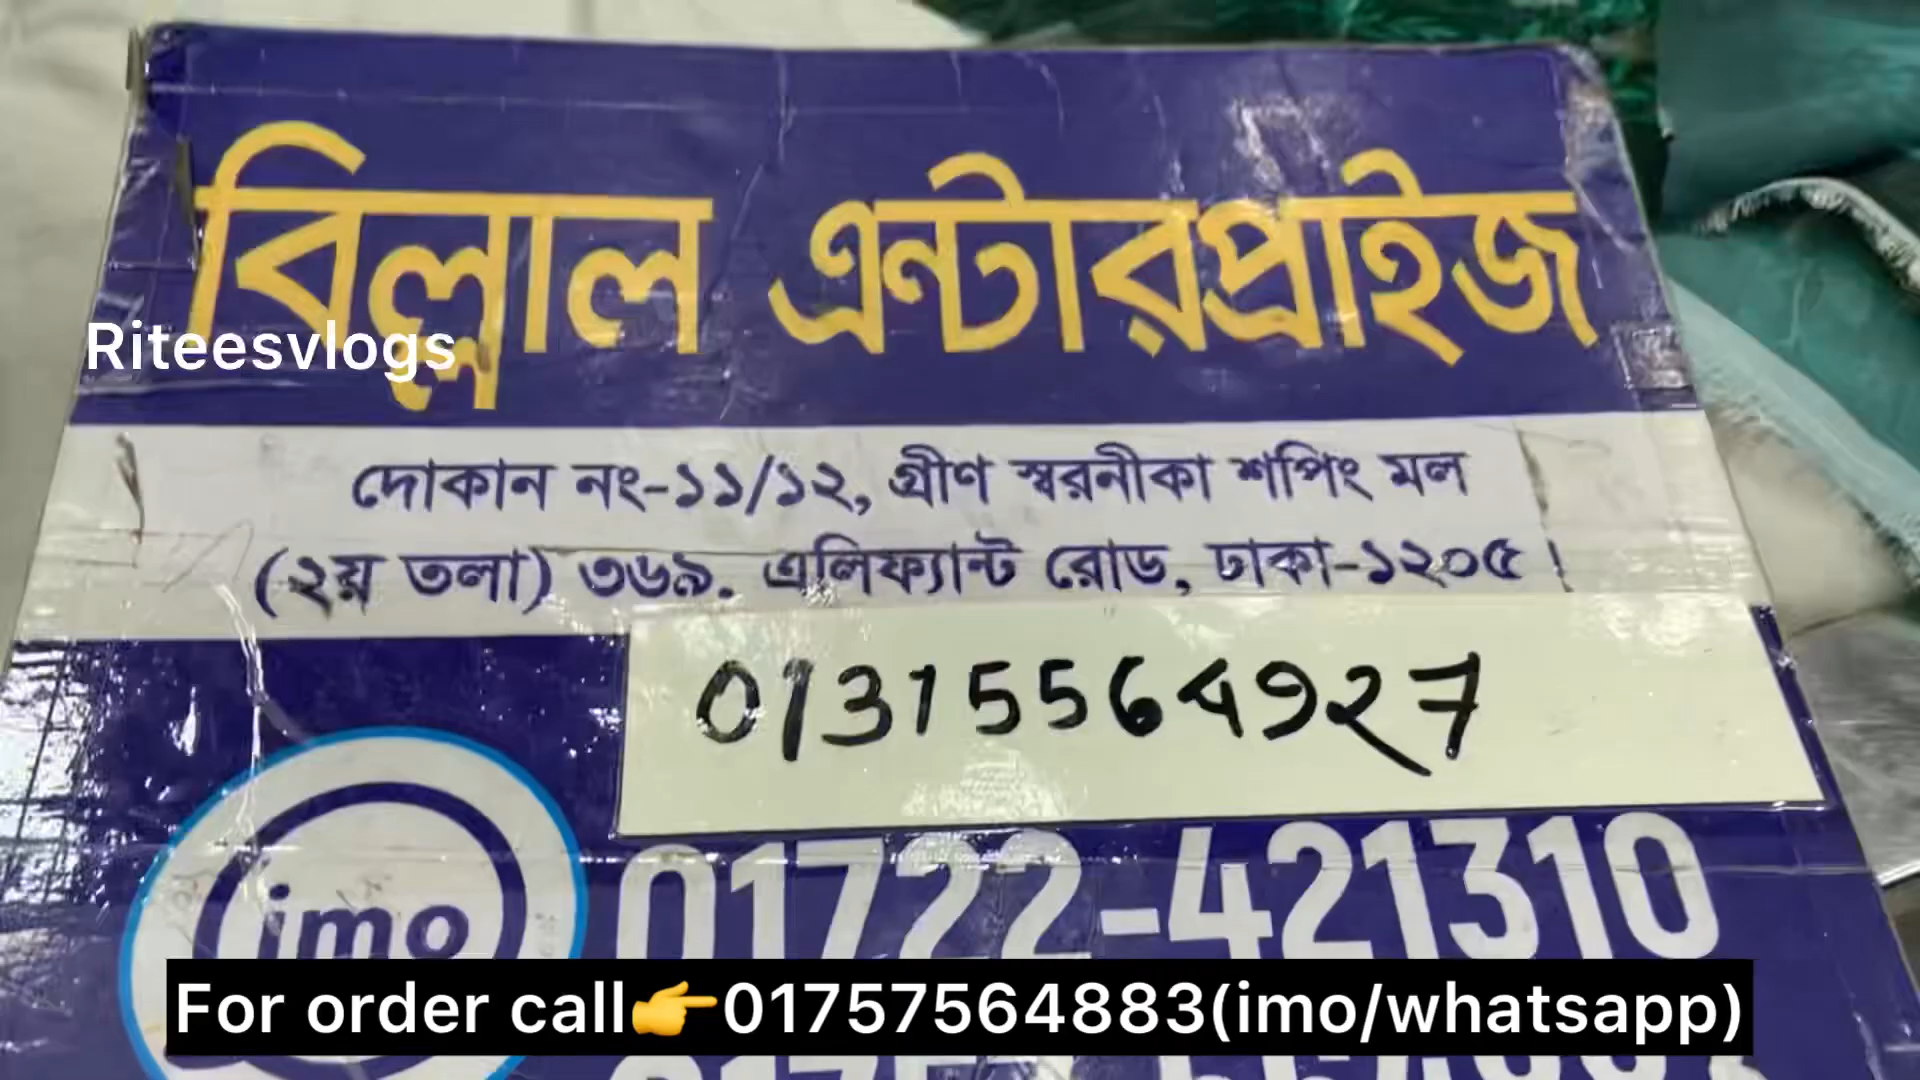 বিল্লাল এন্টারপ্রাইজ
Riteesvlogs
দোকান নং-১১/১২, গ্রীণ স্বরনীকা শপিং মল
(২য় তলা) ৩৬৯. এলিফ্যান্ট রোড, ঢাকা-১২০৫।
01315564927
imo
01722-421310
For order call👉01757564883(imo/whatsapp)